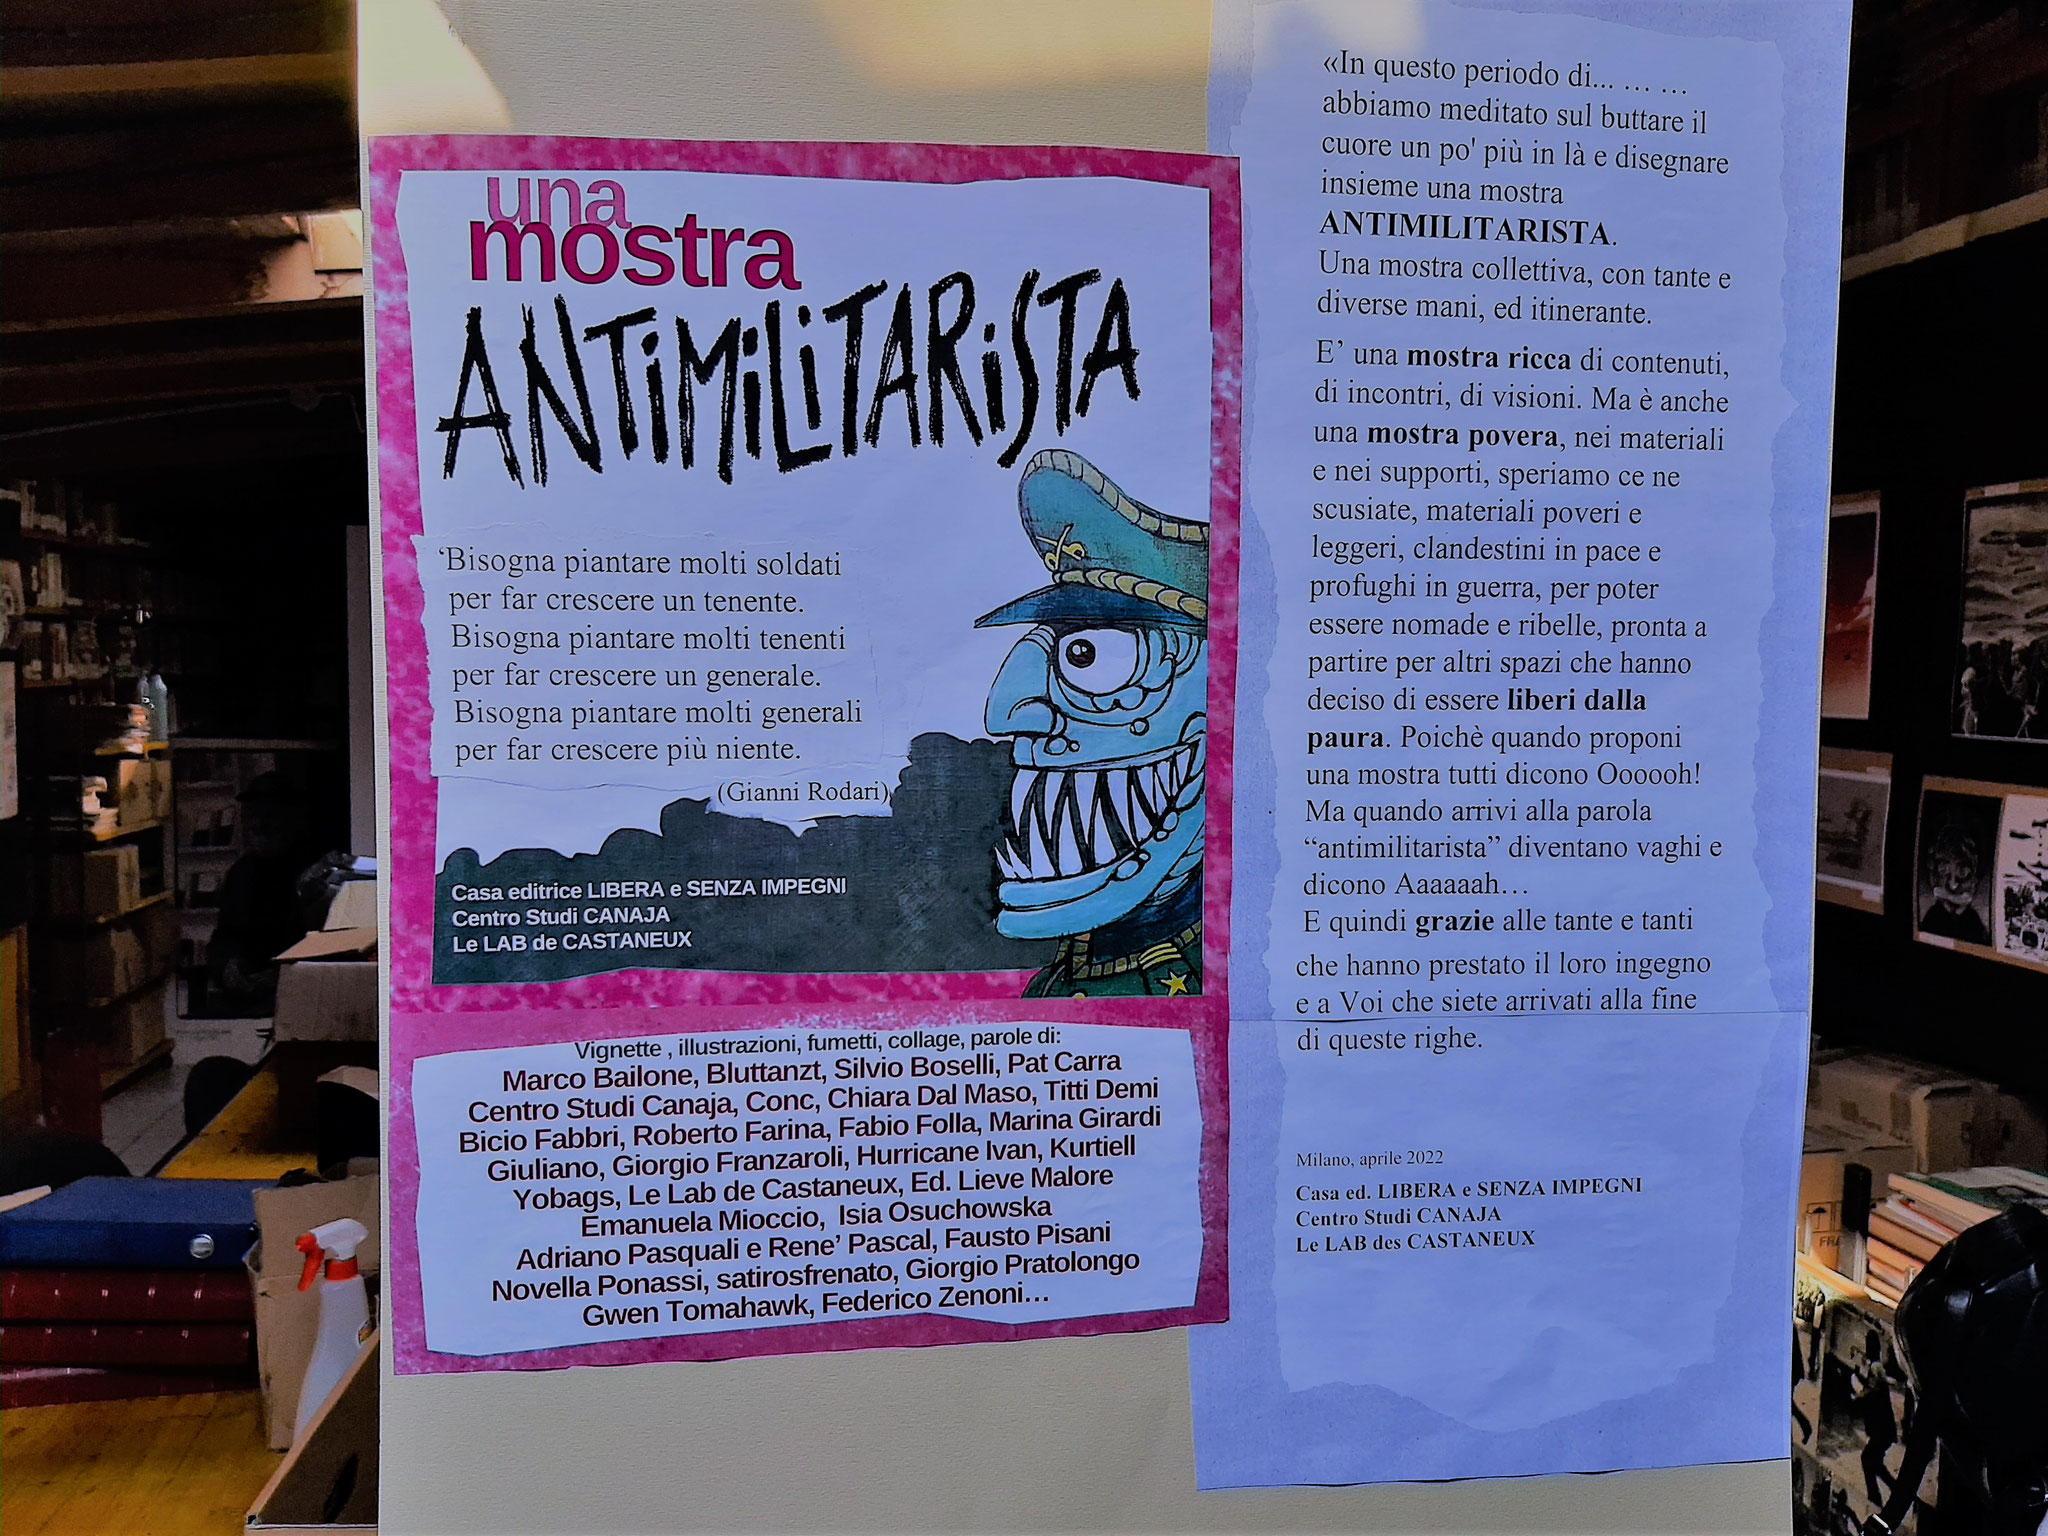 una
mostra
ANTiMiLiTARiSTA
‘Bisogna piantare molti soldati
per far crescere un tenente.
Bisogna piantare molti tenenti
per far crescere un generale.
Bisogna piantare molti generali
per far crescere più niente.
(Gianni Rodari)
Casa editrice LIBERA e SENZA IMPEGNI
Centro Studi CANAJA
Le LAB de CASTANEUX
Vignette , illustrazioni, fumetti, collage, parole di:
Marco Bailone, Bluttanzt, Silvio Boselli, Pat Carra
Centro Studi Canaja, Conc, Chiara Dal Maso, Titti Demi
Bicio Fabbri, Roberto Farina, Fabio Folla, Marina Girardi
Giuliano, Giorgio Franzaroli, Hurricane Ivan, Kurtiell
Yobags, Le Lab de Castaneux, Ed. Lieve Malore
Emanuela Mioccio, Isia Osuchowska
Adriano Pasquali e Rene’ Pascal, Fausto Pisani
Novella Ponassi, satirosfrenato, Giorgio Pratolongo
Gwen Tomahawk, Federico Zenoni…
«In questo periodo di... … …
abbiamo meditato sul buttare il
cuore un po' più in là e disegnare
insieme una mostra
ANTIMILITARISTA.
Una mostra collettiva, con tante e
diverse mani, ed itinerante.
E’ una mostra ricca di contenuti,
di incontri, di visioni. Ma è anche
una mostra povera, nei materiali
e nei supporti, speriamo ce ne
scusiate, materiali poveri e
leggeri, clandestini in pace e
profughi in guerra, per poter
essere nomade e ribelle, pronta a
partire per altri spazi che hanno
deciso di essere liberi dalla
paura. Poichè quando proponi
una mostra tutti dicono Oooooh!
Ma quando arrivi alla parola
“antimilitarista” diventano vaghi e
dicono Aaaaaah…
E quindi grazie alle tante e tanti
che hanno prestato il loro ingegno
e a Voi che siete arrivati alla fine
di queste righe.
Milano, aprile 2022
Casa ed. LIBERA e SENZA IMPEGNI
Centro Studi CANAJA
Le LAB des CASTANEUX